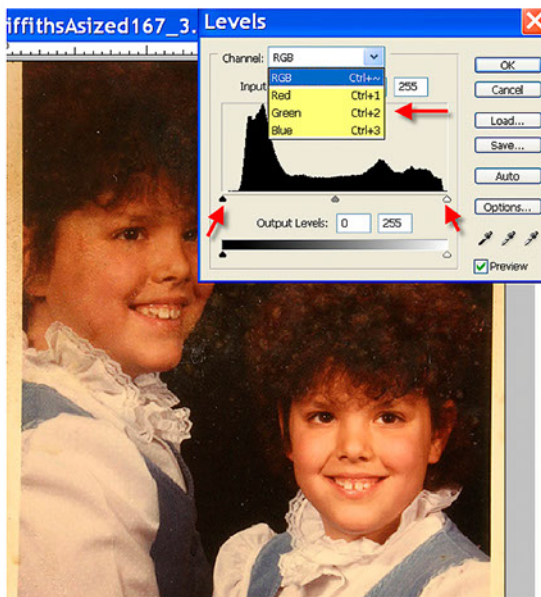 iffithsAsized167_3.
Levels
Channel: RGB
OK
RGB Ctrl+~
Red Ctrl+1
Green Ctrl+2
Blue Ctrl+3
Input
255
Cancel
Load...
Save...
Auto
Options...
Output Levels: 0 255
Preview